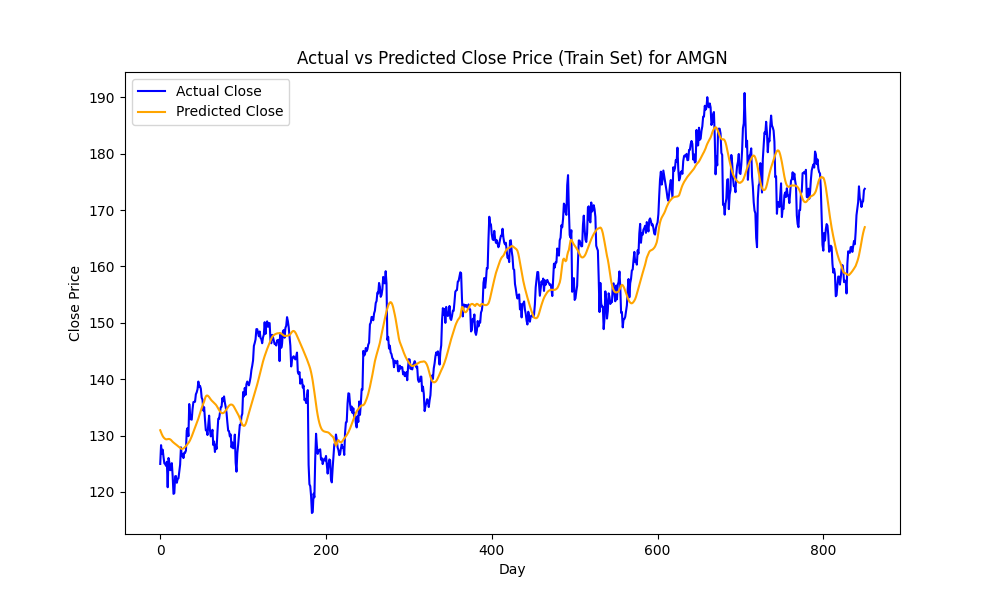 Actual vs Predicted Close Price (Train Set) for AMGN
Actual Close
Predicted Close
Close Price
190
180
170
160
150
140
130
120
0
200
400
600
800
Day